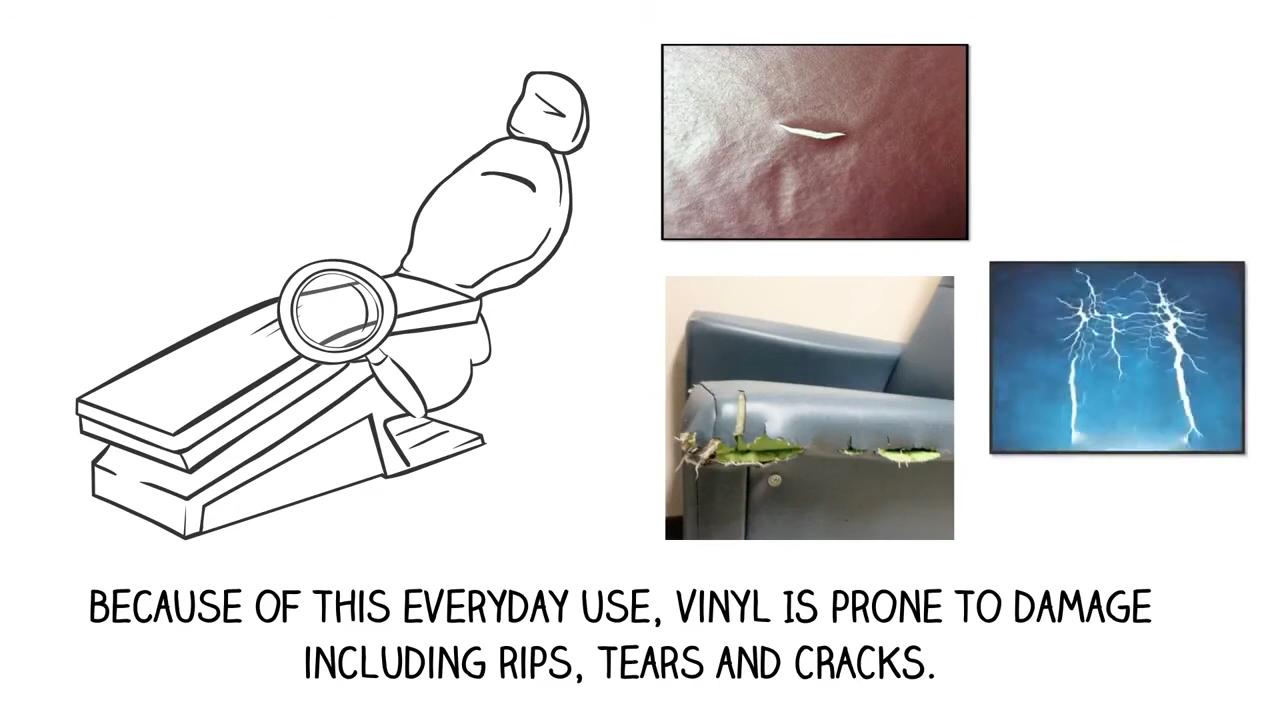 BECAUSE OF THIS EVERYDAY USE, VINYL IS PRONE TO DAMAGE
INCLUDING RIPS, TEARS AND CRACKS.